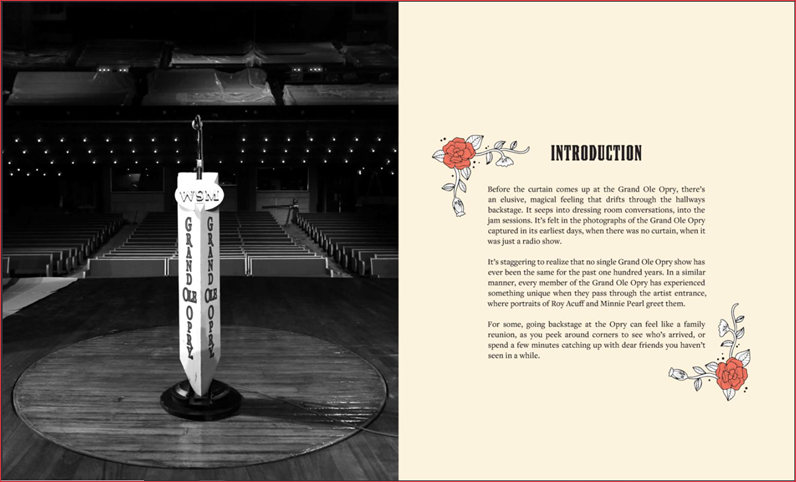 WSM
GRAND OLE OPRY
GRAND OLE OPRY
INTRODUCTION
Before the curtain comes up at the Grand Ole Opry, there's
an elusive, magical feeling that drifts through the hallways
backstage. It seeps into dressing room conversations, into the
jam sessions. It's felt in the photographs of the Grand Ole Opry
captured in its earliest days, when there was no curtain, when it
was just a radio show.
It's staggering to realize that no single Grand Ole Opry show has
ever been the same for the past one hundred years. In a similar
manner, every member of the Grand Ole Opry has experienced
something unique when they pass through the artist entrance,
where portraits of Roy Acuff and Minnie Pearl greet them.
For some, going backstage at the Opry can feel like a family
reunion, as you peek around corners to see who's arrived, or
spend a few minutes catching up with dear friends you haven't
seen in a while.